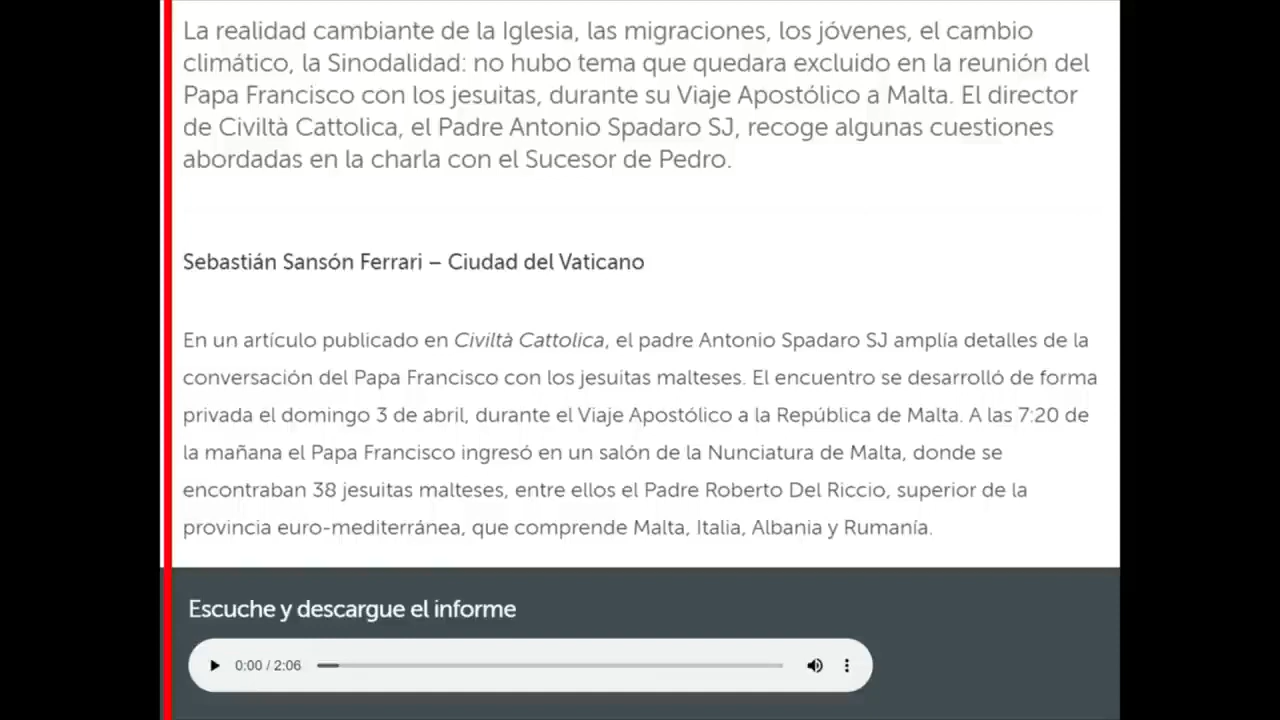 La realidad cambiante de la Iglesia, las migraciones, los jóvenes, el cambio
climático, la Sinodalidad: no hubo tema que quedara excluido en la reunión del
Papa Francisco con los jesuitas, durante su Viaje Apostólico a Malta. El director
de Civiltà Cattolica, el Padre Antonio Spadaro SJ, recoge algunas cuestiones
abordadas en la charla con el Sucesor de Pedro.
Sebastián Sansón Ferrari – Ciudad del Vaticano
En un artículo publicado en Civiltà Cattolica, el padre Antonio Spadaro SJ amplía detalles de la
conversación del Papa Francisco con los jesuitas malteses. El encuentro se desarrolló de forma
privada el domingo 3 de abril, durante el Viaje Apostólico a la República de Malta. A las 7:20 de
la mañana el Papa Francisco ingresó en un salón de la Nunciatura de Malta, donde se
encontraban 38 jesuitas malteses, entre ellos el Padre Roberto Del Riccio, superior de la
provincia euro-mediterránea, que comprende Malta, Italia, Albania y Rumanía.
Escuche y descargue el informe
0:00 / 2:06